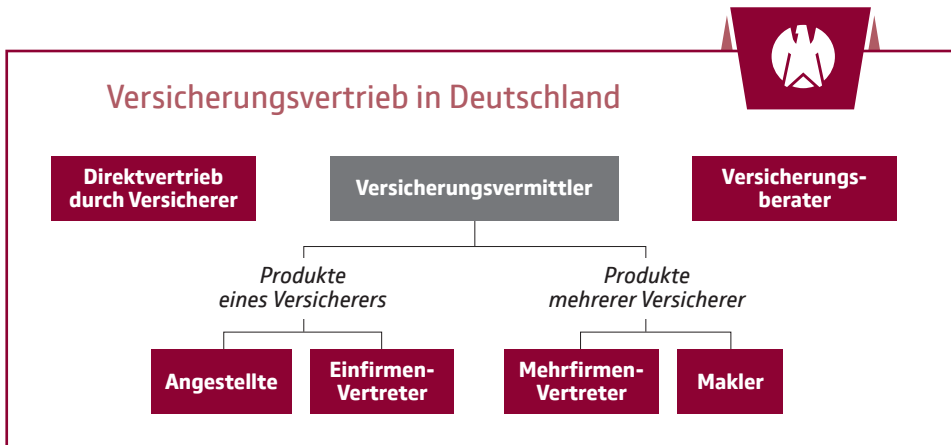 Versicherungsvertrieb in Deutschland
Direktvertrieb
durch Versicherer
Versicherungsvermittler
Versicherungs-
berater
Produkte
eines Versicherers
Produkte
mehrerer Versicherer
Angestellte
Einfirmen-
Vertreter
Mehrfirmen-
Vertreter
Makler